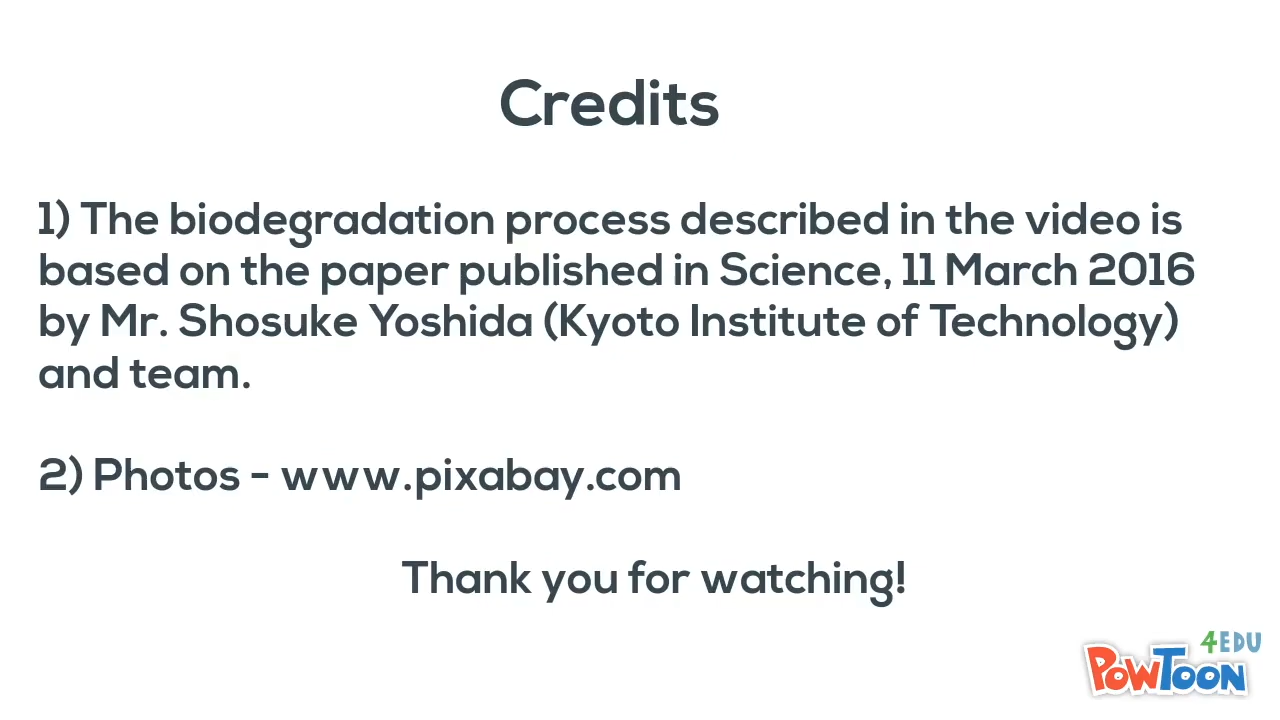 Credits
1) The biodegradation process described in the video is
based on the paper published in Science, 11 March 2016
by Mr. Shosuke Yoshida (Kyoto Institute of Technology)
and team.
2) Photos - www.pixabay.com
Thank you for watching!
4EDU
POWTOON